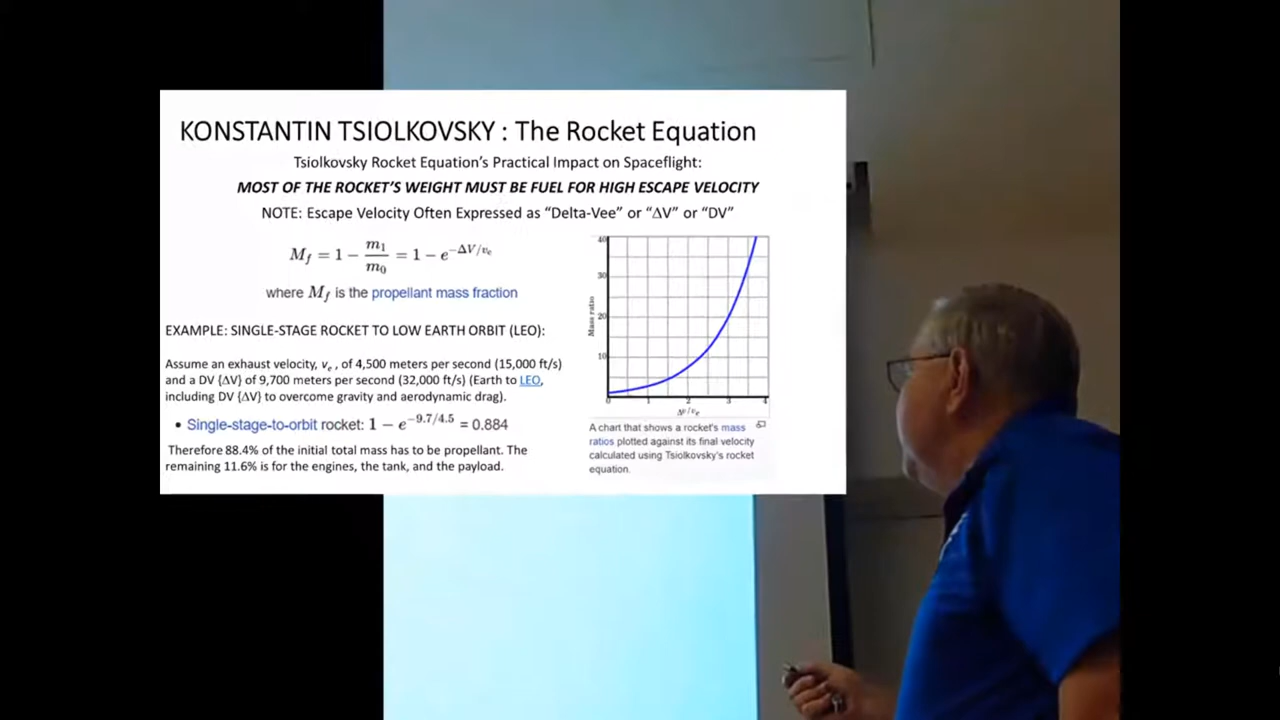 KONSTANTIN TSIOLKOVSKY : The Rocket Equation
Tsiolkovsky Rocket Equation's Practical Impact on Spaceflight:
MOST OF THE ROCKET'S WEIGHT MUST BE FUEL FOR HIGH ESCAPE VELOCITY
NOTE: Escape Velocity Often Expressed as "Delta-Vee" or "ΔV" or "DV"
M_f = 1 − m₁/m₀ = 1 − e^(−ΔV/v_e)
where M_f is the propellant mass fraction
EXAMPLE: SINGLE-STAGE ROCKET TO LOW EARTH ORBIT (LEO):
Assume an exhaust velocity, v_e , of 4,500 meters per second (15,000 ft/s)
and a DV {ΔV} of 9,700 meters per second (32,000 ft/s) (Earth to LEO,
including DV {ΔV} to overcome gravity and aerodynamic drag).
• Single-stage-to-orbit rocket: 1 − e^(−9.7/4.5) = 0.884
Therefore 88.4% of the initial total mass has to be propellant. The
remaining 11.6% is for the engines, the tank, and the payload.
Mass ratio
40
30
20
10
0 1 2 3 4
Δv/v_e
A chart that shows a rocket's mass
ratios plotted against its final velocity
calculated using Tsiolkovsky's rocket
equation.